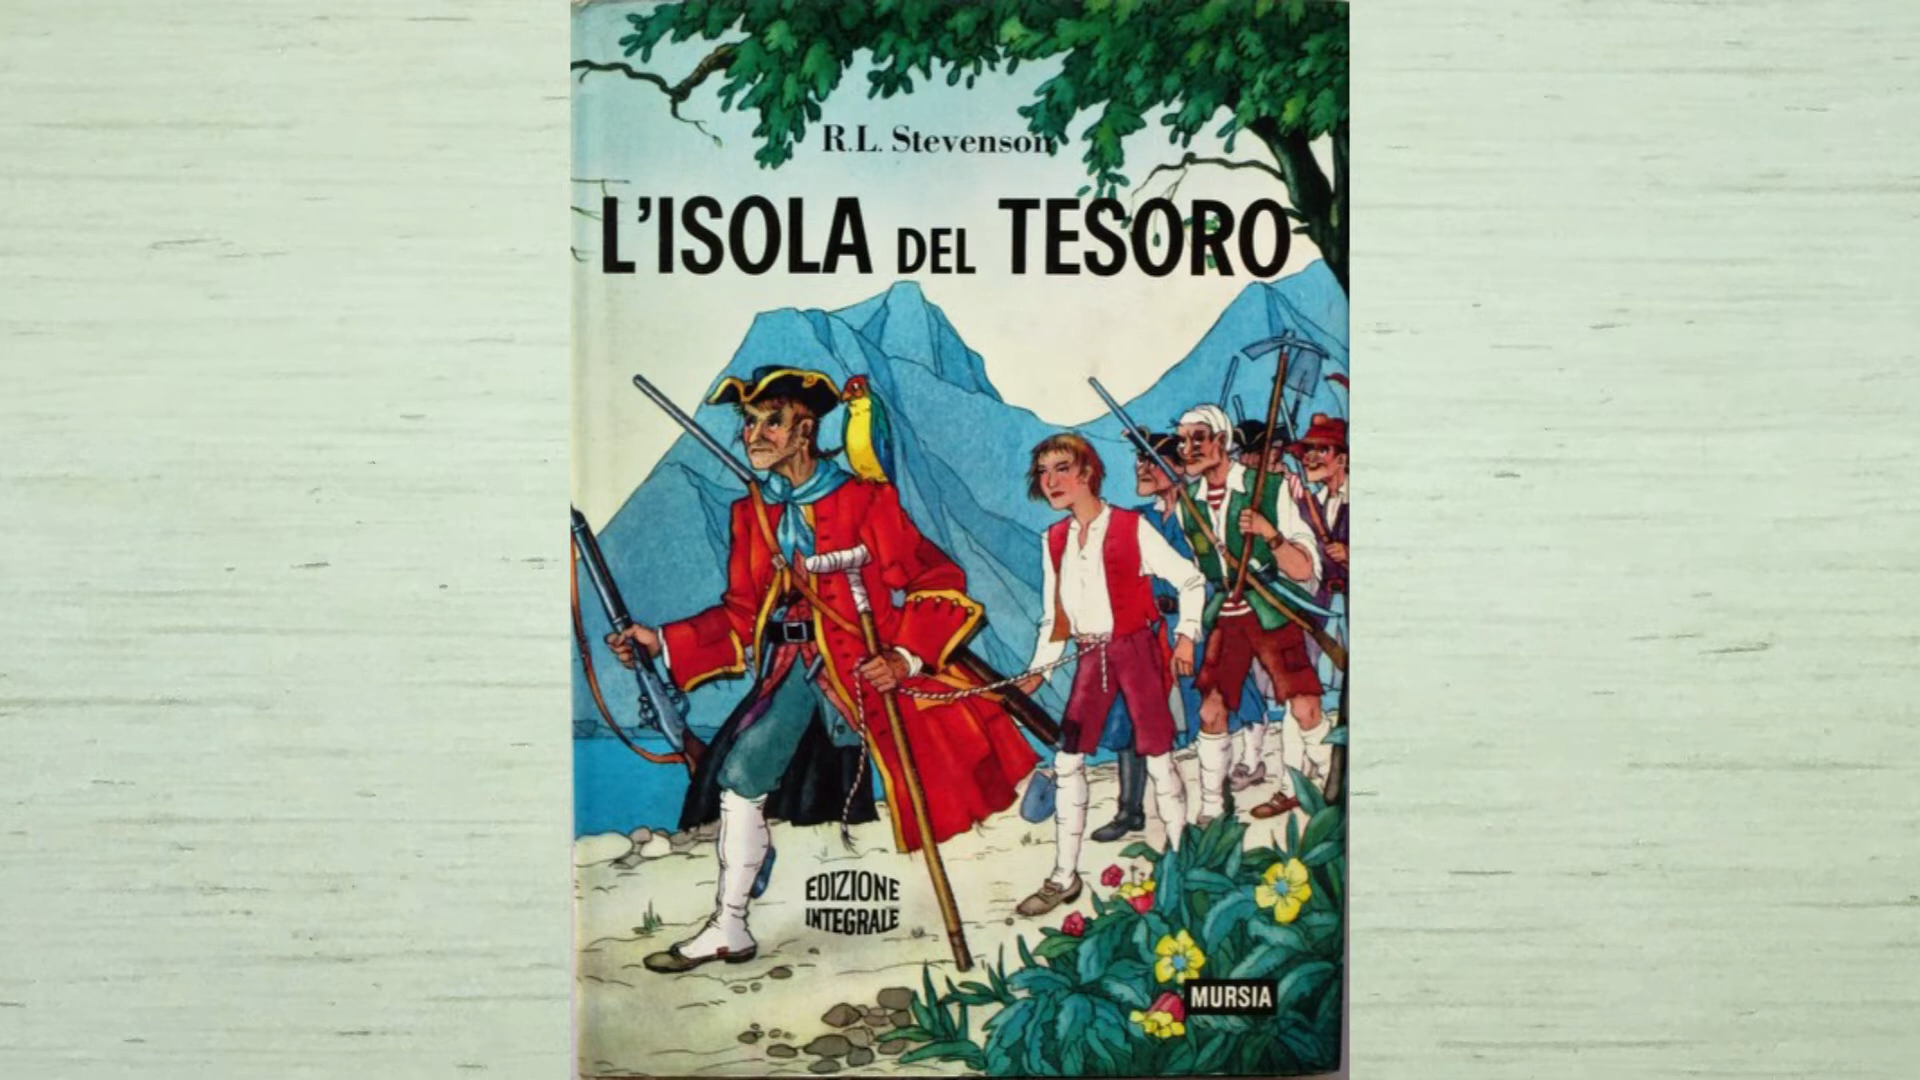 R.L. Stevenson
L'ISOLA DEL TESORO
EDIZIONE
INTEGRALE
MURSIA